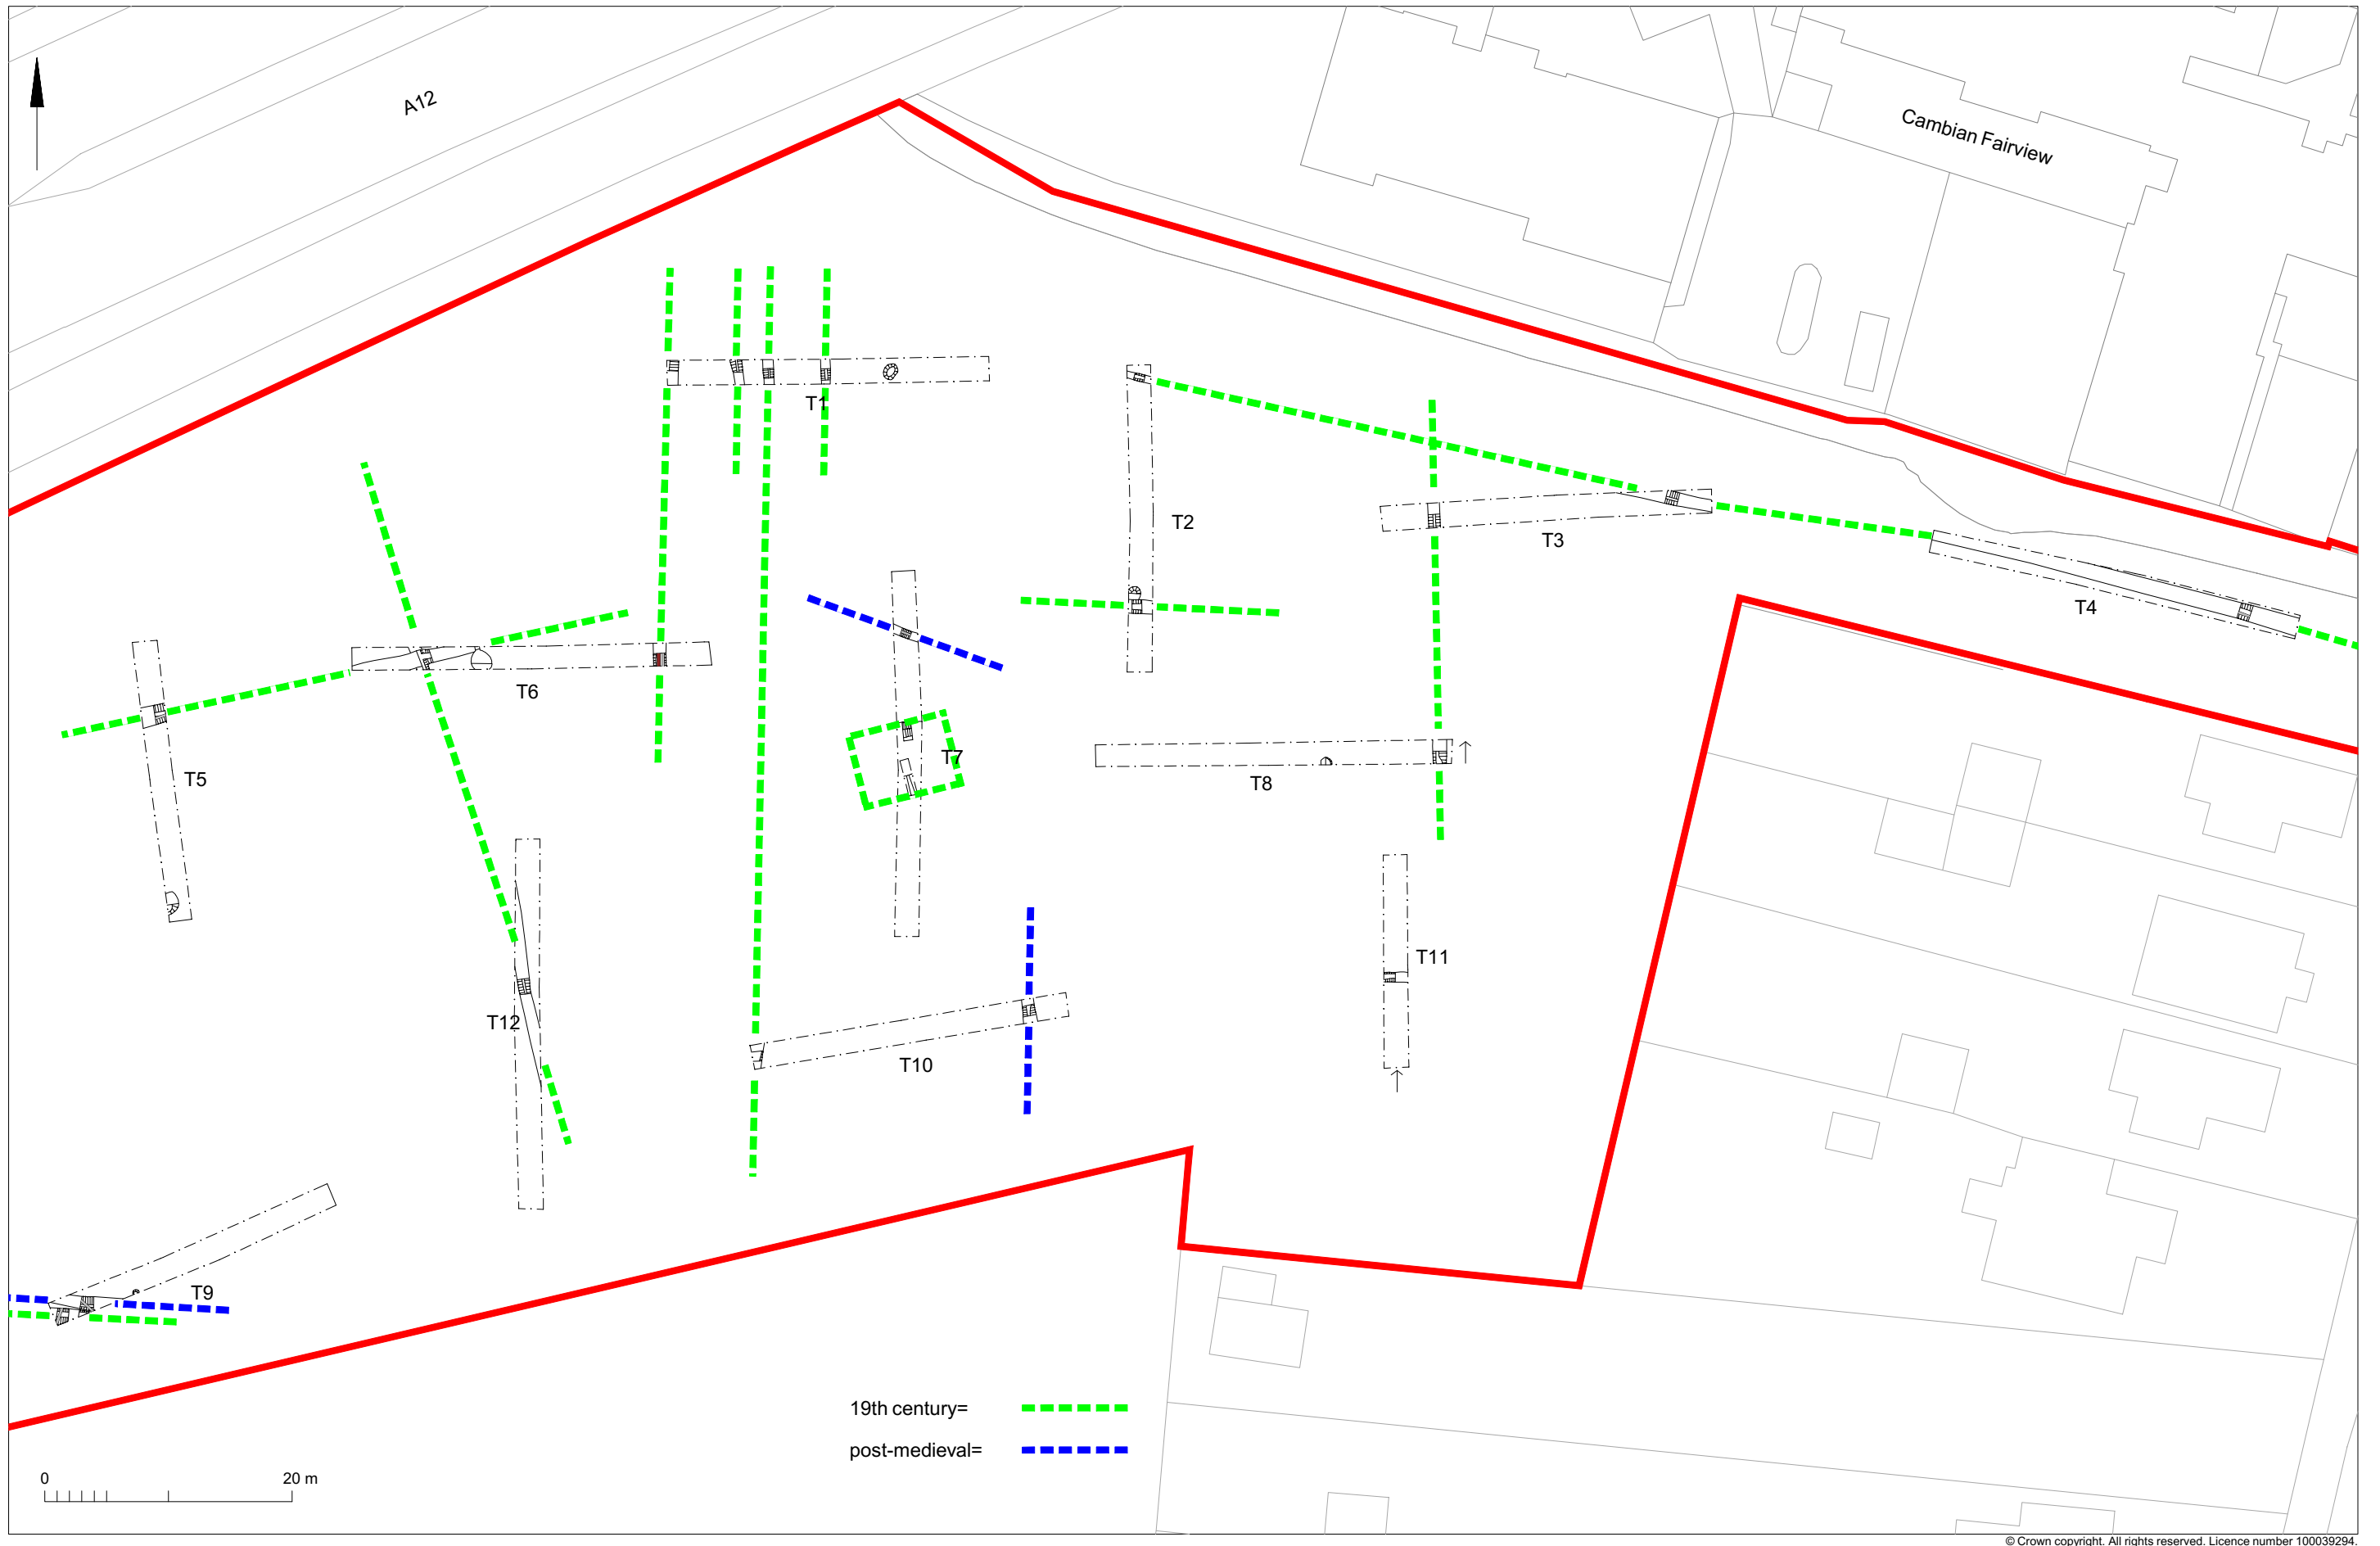 A12
Cambian Fairview
T1
T2
T3
T4
T5
T6
T7
T8
T9
T10
T11
T12
19th century=
post-medieval=
0 20 m
© Crown copyright. All rights reserved. Licence number 100039294.